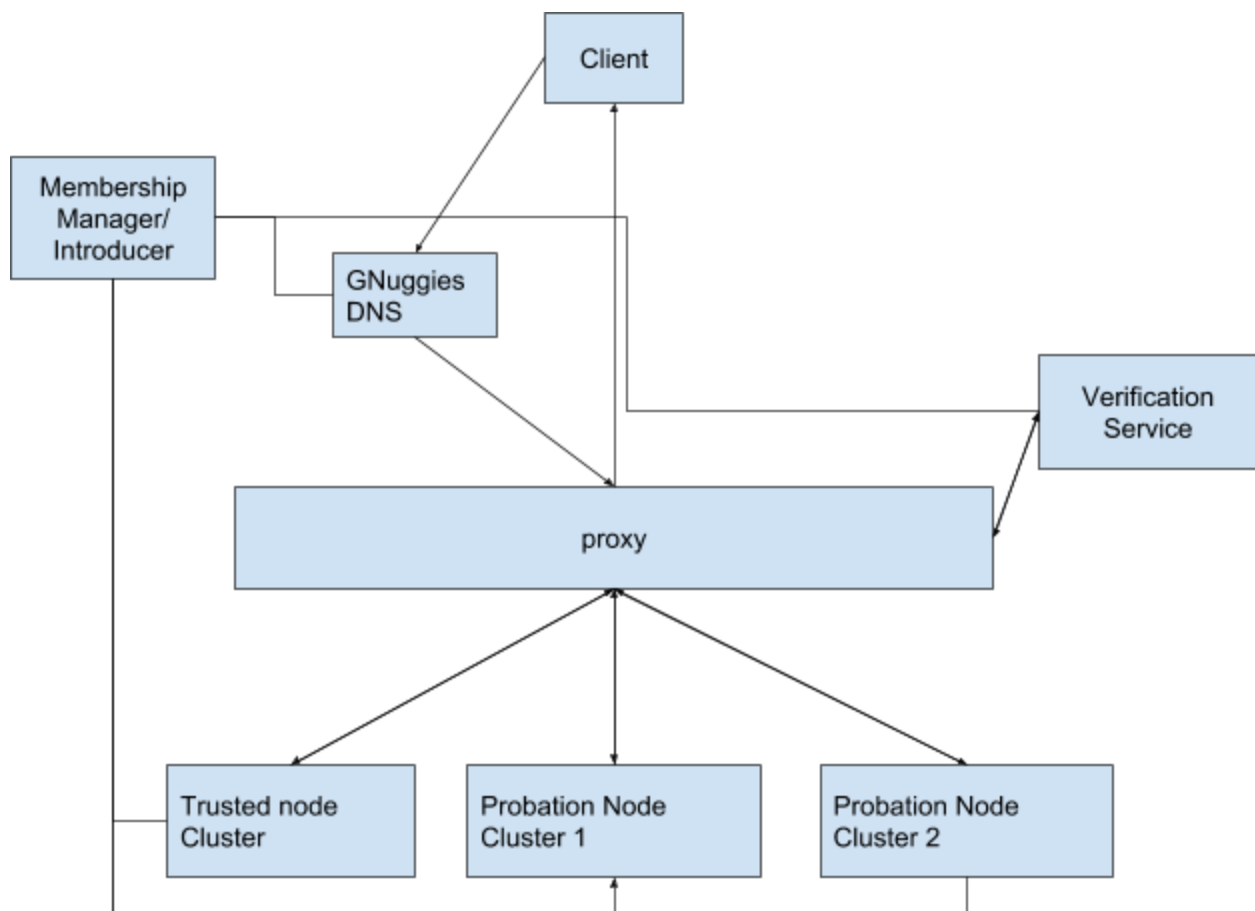 Client
Membership
Manager/
Introducer
GNuggies
DNS
Verification
Service
proxy
Trusted node
Cluster
Probation Node
Cluster 1
Probation Node
Cluster 2